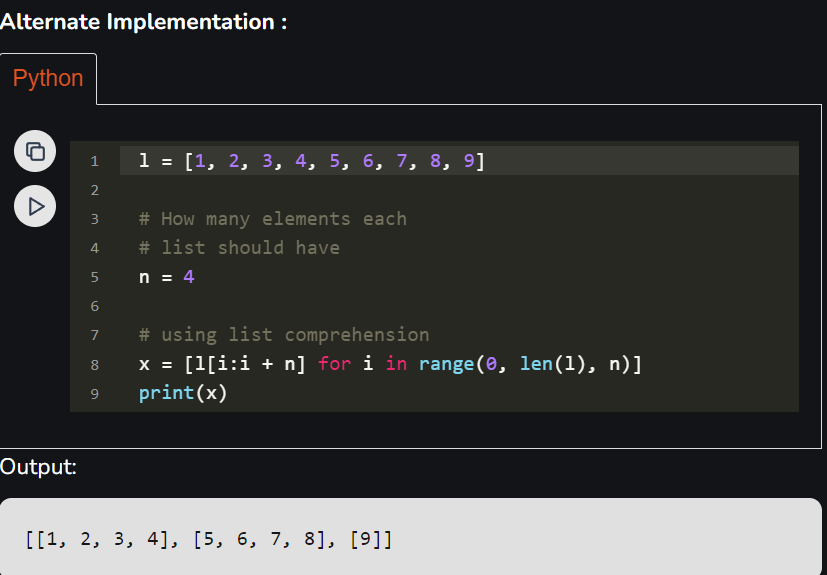 Alternate Implementation :
Python
1 l = [1, 2, 3, 4, 5, 6, 7, 8, 9]
2
3 # How many elements each
4 # list should have
5 n = 4
6
7 # using list comprehension
8 x = [l[i:i + n] for i in range(0, len(l), n)]
9 print(x)
Output:
[[1, 2, 3, 4], [5, 6, 7, 8], [9]]